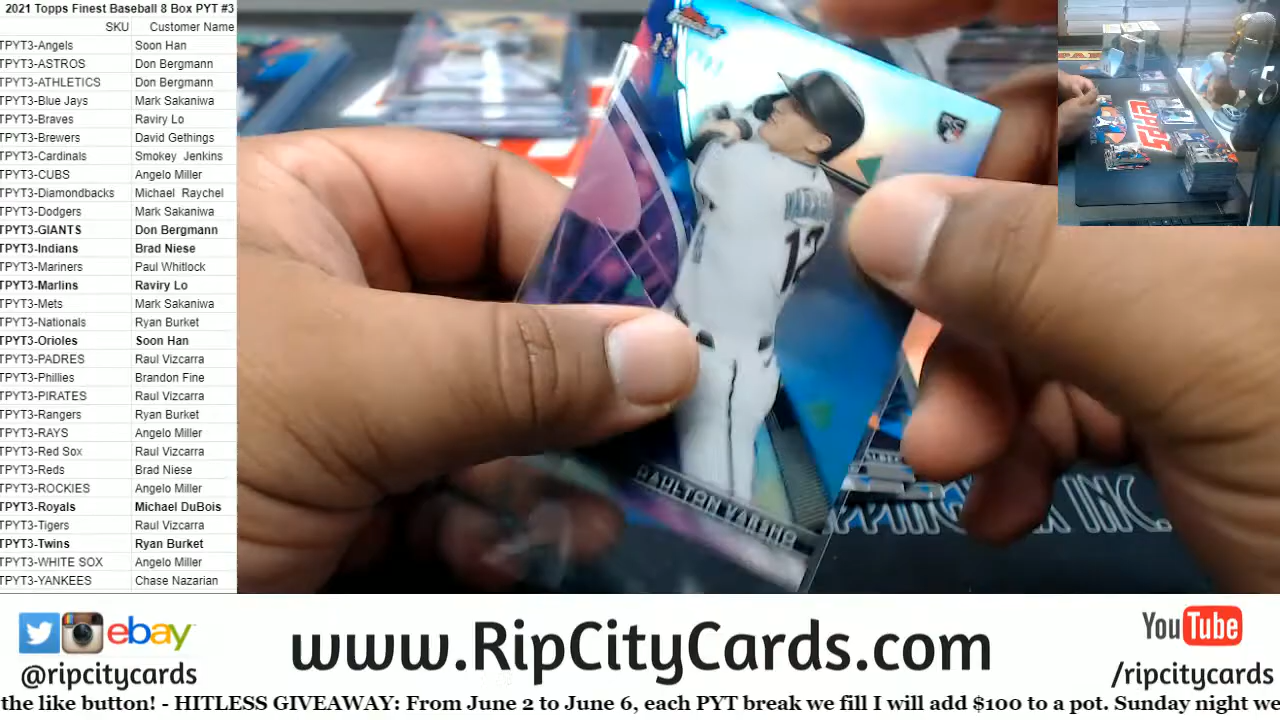 2021 Topps Finest Baseball 8 Box PYT #3
SKU Customer Name
TPYT3-Angels Soon Han
TPYT3-ASTROS Don Bergmann
TPYT3-ATHLETICS Don Bergmann
TPYT3-Blue Jays Mark Sakaniwa
TPYT3-Braves Raviry Lo
TPYT3-Brewers David Gethings
TPYT3-Cardinals Smokey Jenkins
TPYT3-CUBS Angelo Miller
TPYT3-Diamondbacks Michael Raychel
TPYT3-Dodgers Mark Sakaniwa
TPYT3-GIANTS Don Bergmann
TPYT3-Indians Brad Niese
TPYT3-Mariners Paul Whitlock
TPYT3-Marlins Raviry Lo
TPYT3-Mets Mark Sakaniwa
TPYT3-Nationals Ryan Burket
TPYT3-Orioles Soon Han
TPYT3-PADRES Raul Vizcarra
TPYT3-Phillies Brandon Fine
TPYT3-PIRATES Raul Vizcarra
TPYT3-Rangers Ryan Burket
TPYT3-RAYS Angelo Miller
TPYT3-Red Sox Raul Vizcarra
TPYT3-Reds Brad Niese
TPYT3-ROCKIES Angelo Miller
TPYT3-Royals Michael DuBois
TPYT3-Tigers Raul Vizcarra
TPYT3-Twins Ryan Burket
TPYT3-WHITE SOX Angelo Miller
TPYT3-YANKEES Chase Nazarian
VARSHO
12
DAULTON VARSHO
INC.
TOPPS
ebay
@ripcitycards
www.RipCityCards.com
YouTube
/ripcitycards
the like button! - HITLESS GIVEAWAY: From June 2 to June 6, each PYT break we fill I will add $100 to a pot. Sunday night we